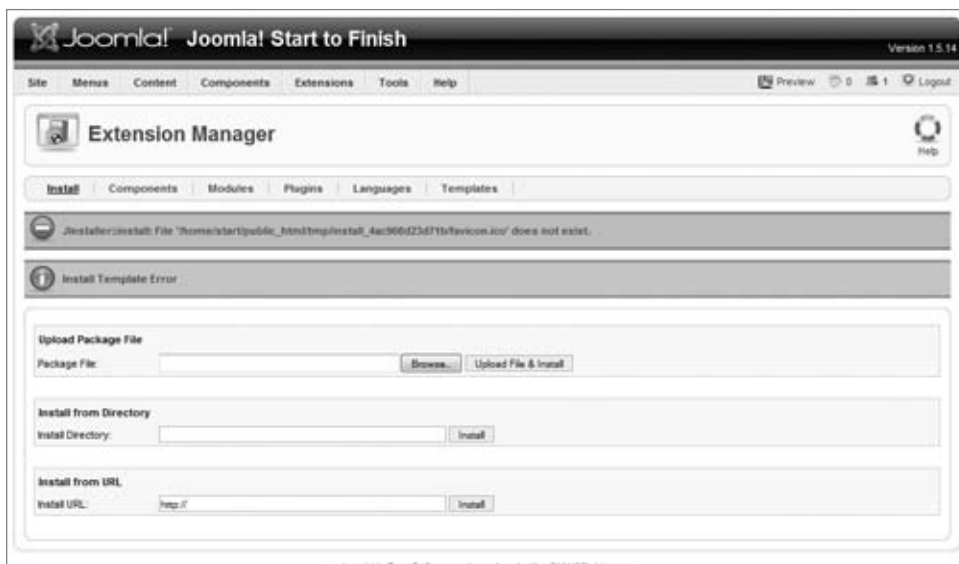 Joomla! Joomla! Start to Finish
Version 1.5.14
Site Menus Content Components Extensions Tools Help Preview 0 1 Logout
Extension Manager
Help
Install Components Modules Plugins Languages Templates
JInstaller::install: File '/home/start/public_html/tmp/ does not exist.
Install Template Error
Upload Package File
Package File: Browse... Upload File & Install
Install from Directory
Install Directory: Install
Install from URL
Install URL: http:// Install